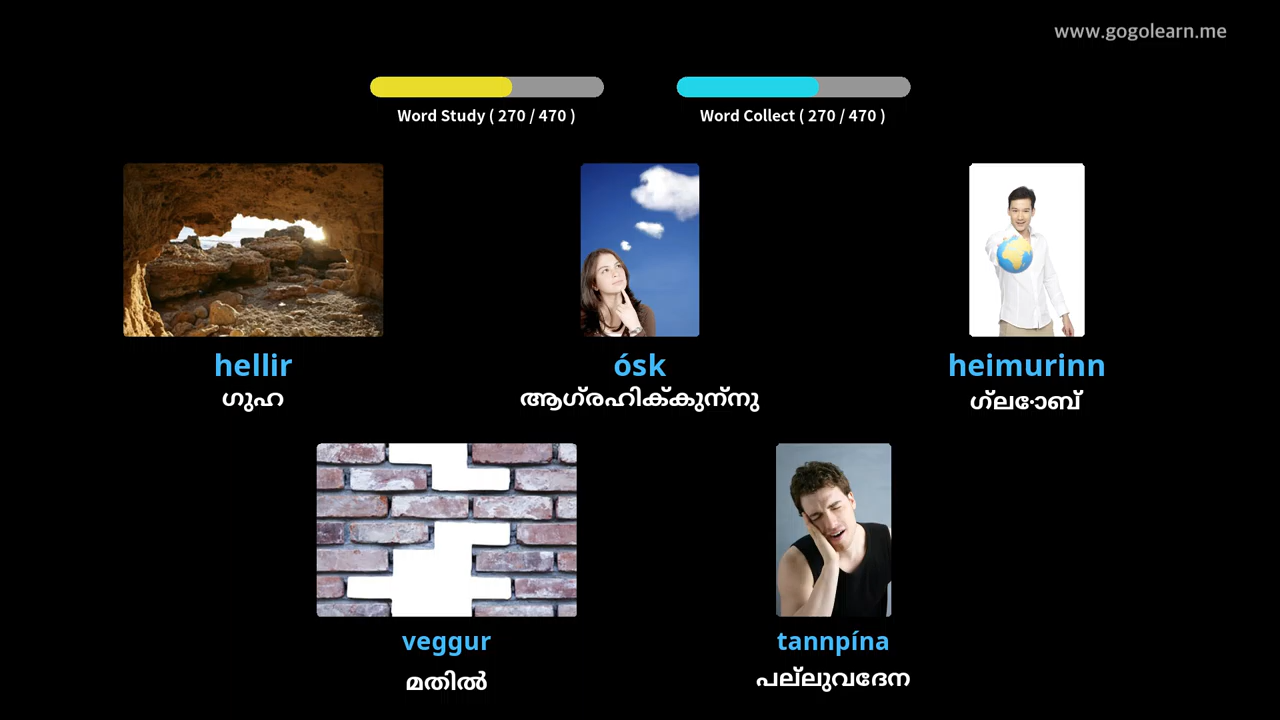 www.gogolearn.me
Word Study ( 270 / 470 )
Word Collect ( 270 / 470 )
hellir
ഗുഹ
ósk
ആഗ്രഹിക്കുന്നു
heimurinn
ഗ്ലോബ്
veggur
മതിൽ
tannpína
പല്ലുവേദന